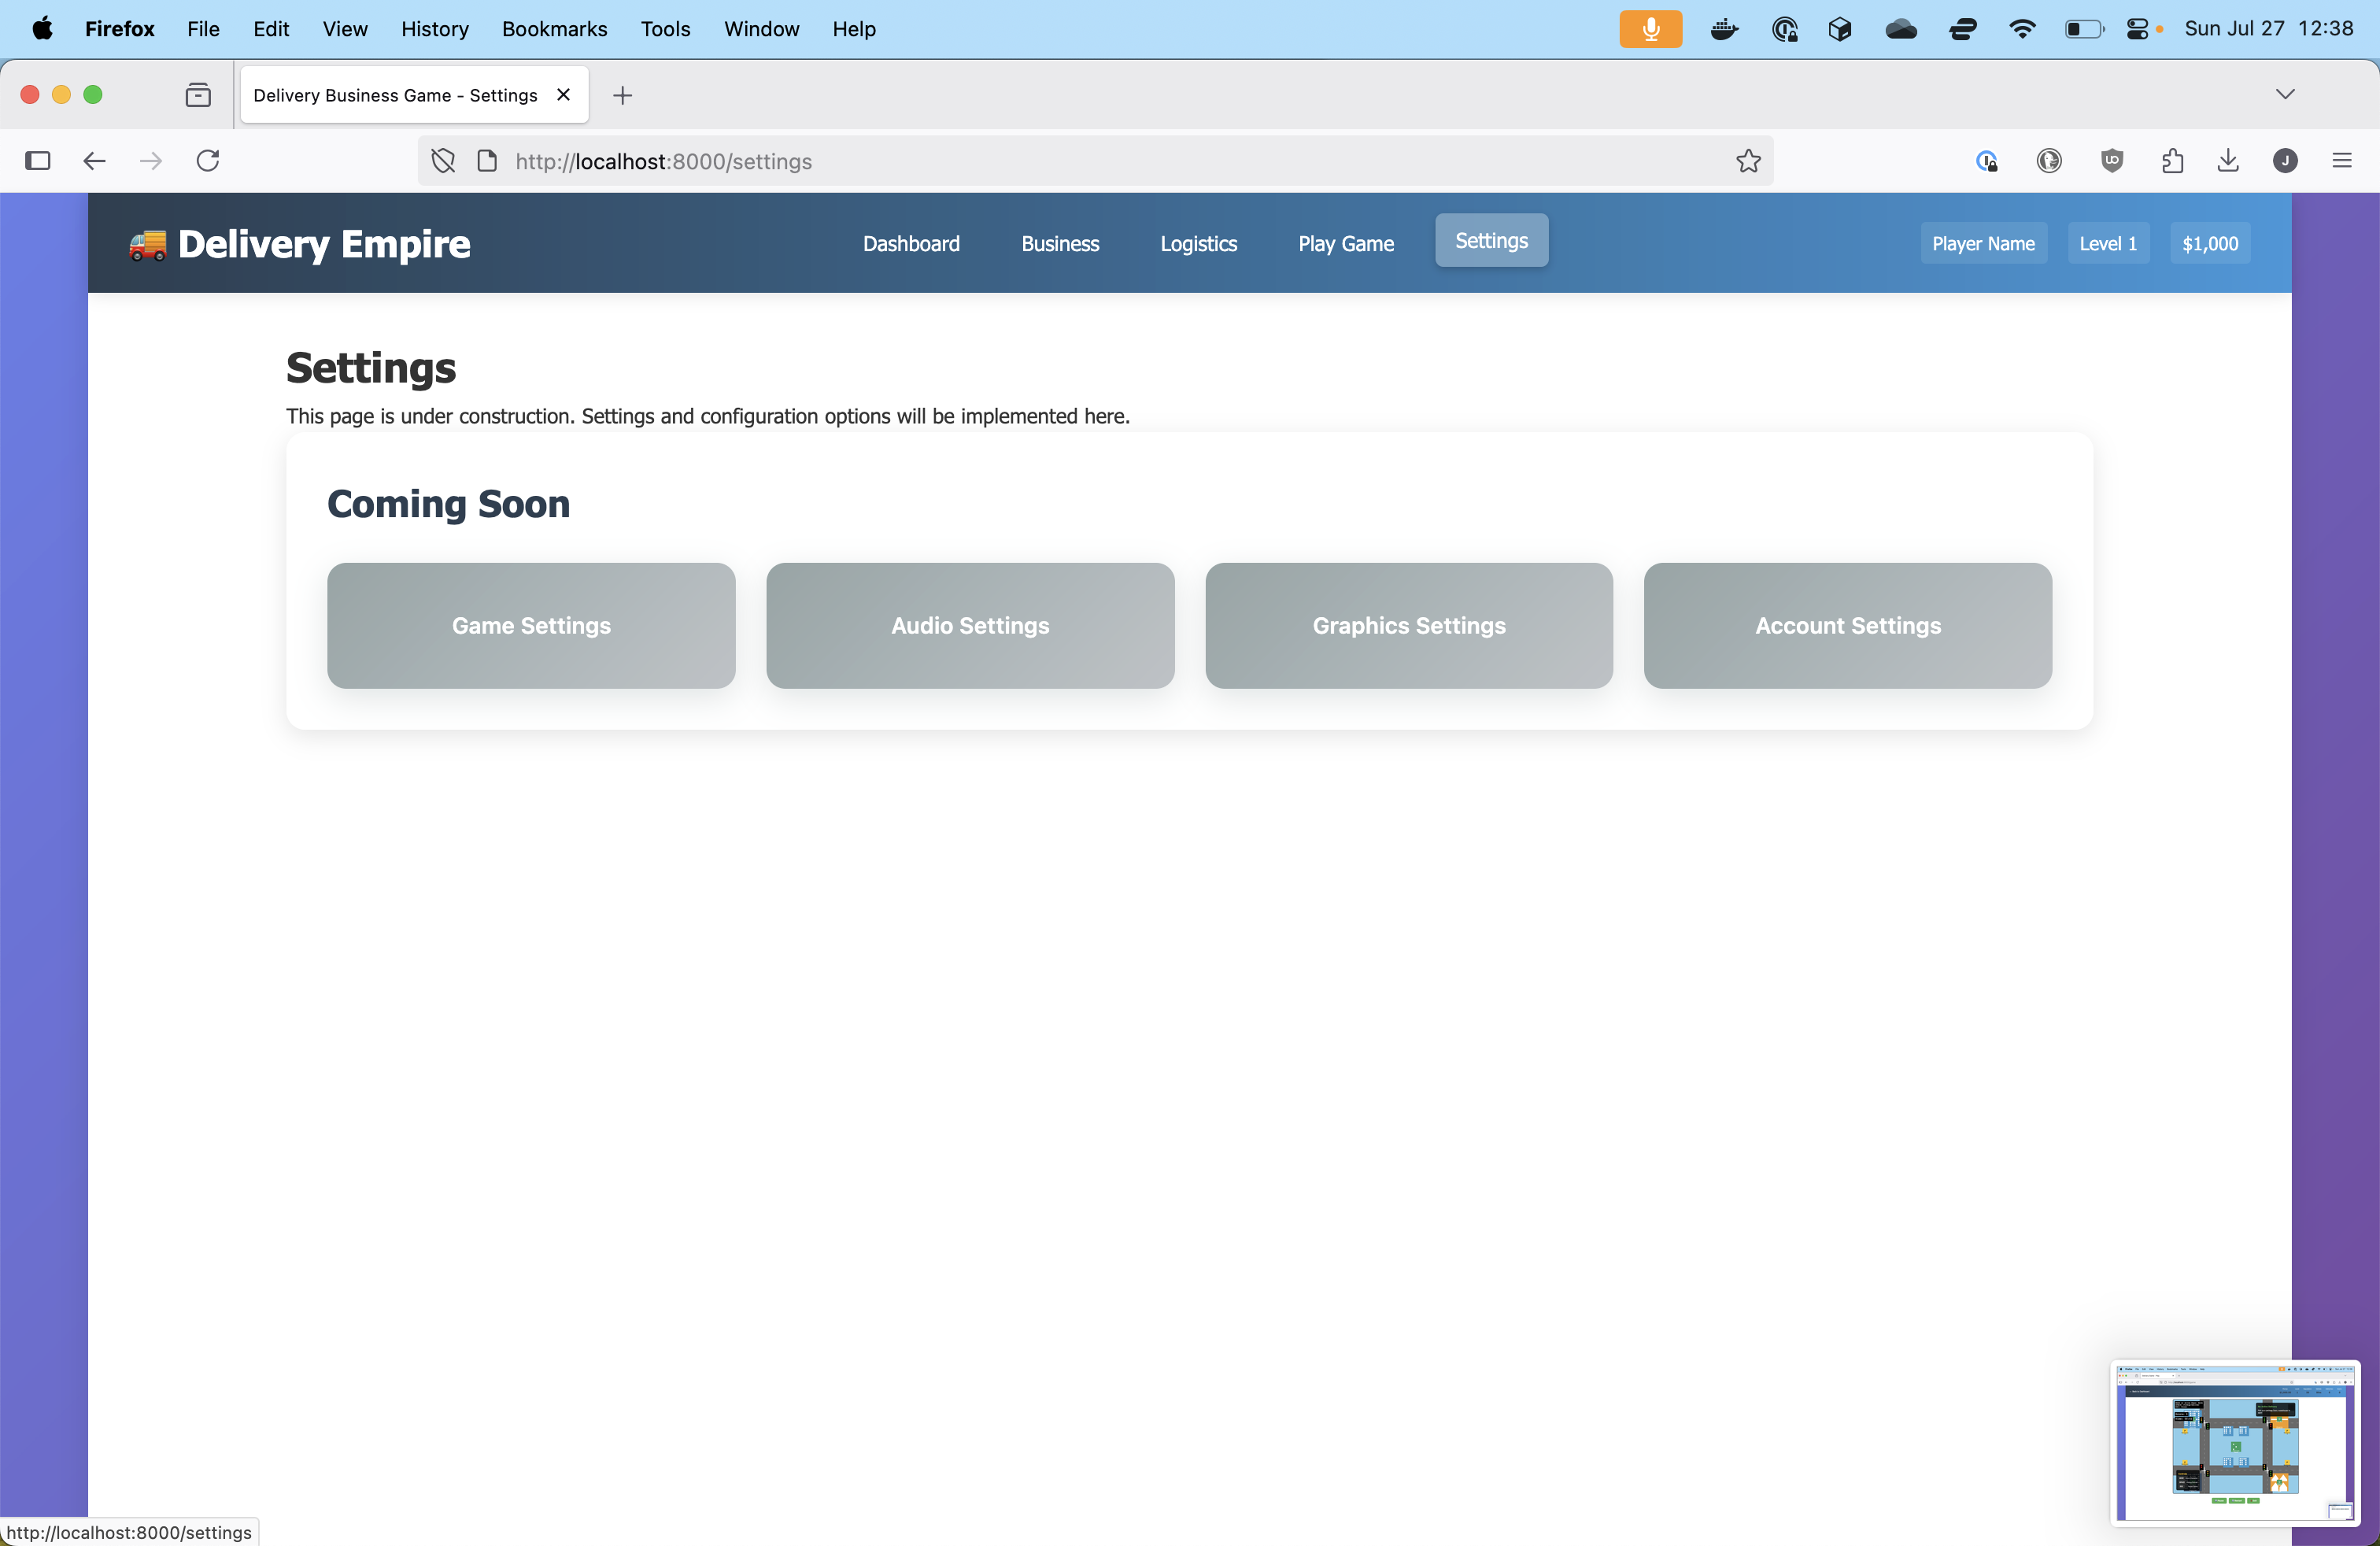 Firefox File Edit View History Bookmarks Tools Window Help Sun Jul 27 12:38
Delivery Business Game - Settings
http://localhost:8000/settings
J
🚚 Delivery Empire Dashboard Business Logistics Play Game Settings Player Name Level 1 $1,000
Settings
This page is under construction. Settings and configuration options will be implemented here.
Coming Soon
Game Settings Audio Settings Graphics Settings Account Settings
http://localhost:8000/settings